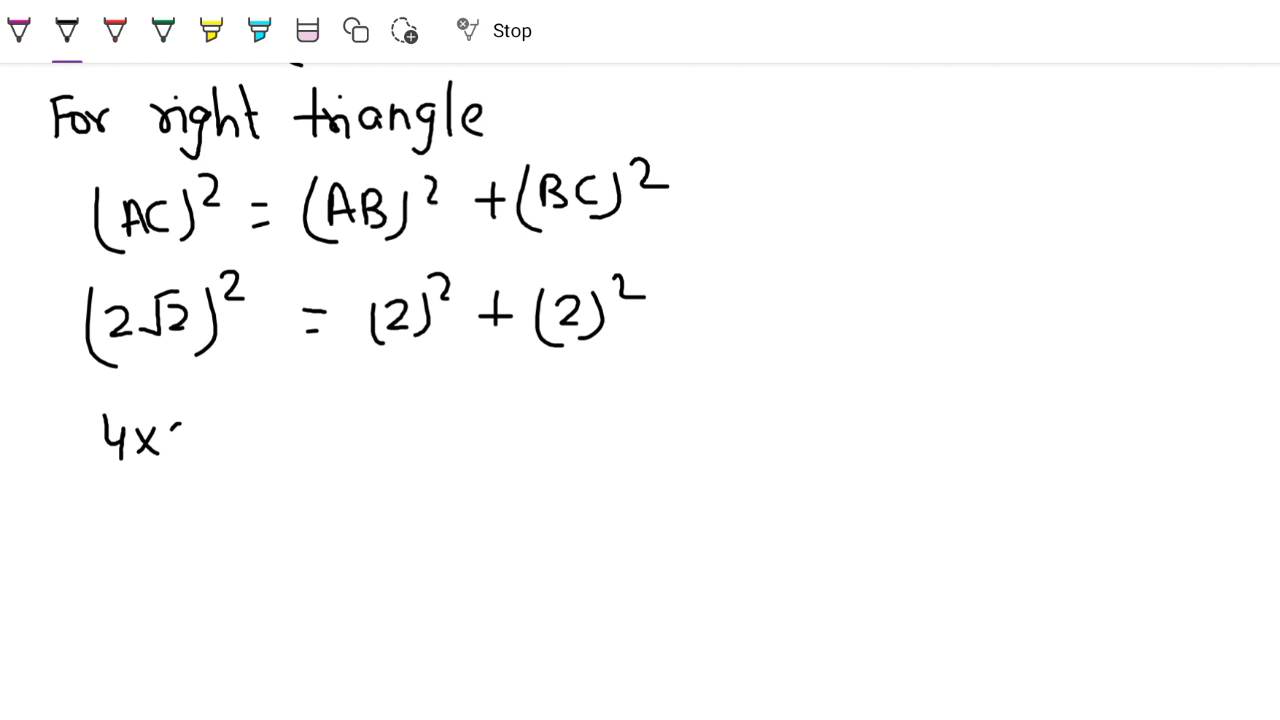 Stop
For right triangle
(AC)² = (AB)² + (BC)²
(2√2)² = (2)² + (2)²
4x